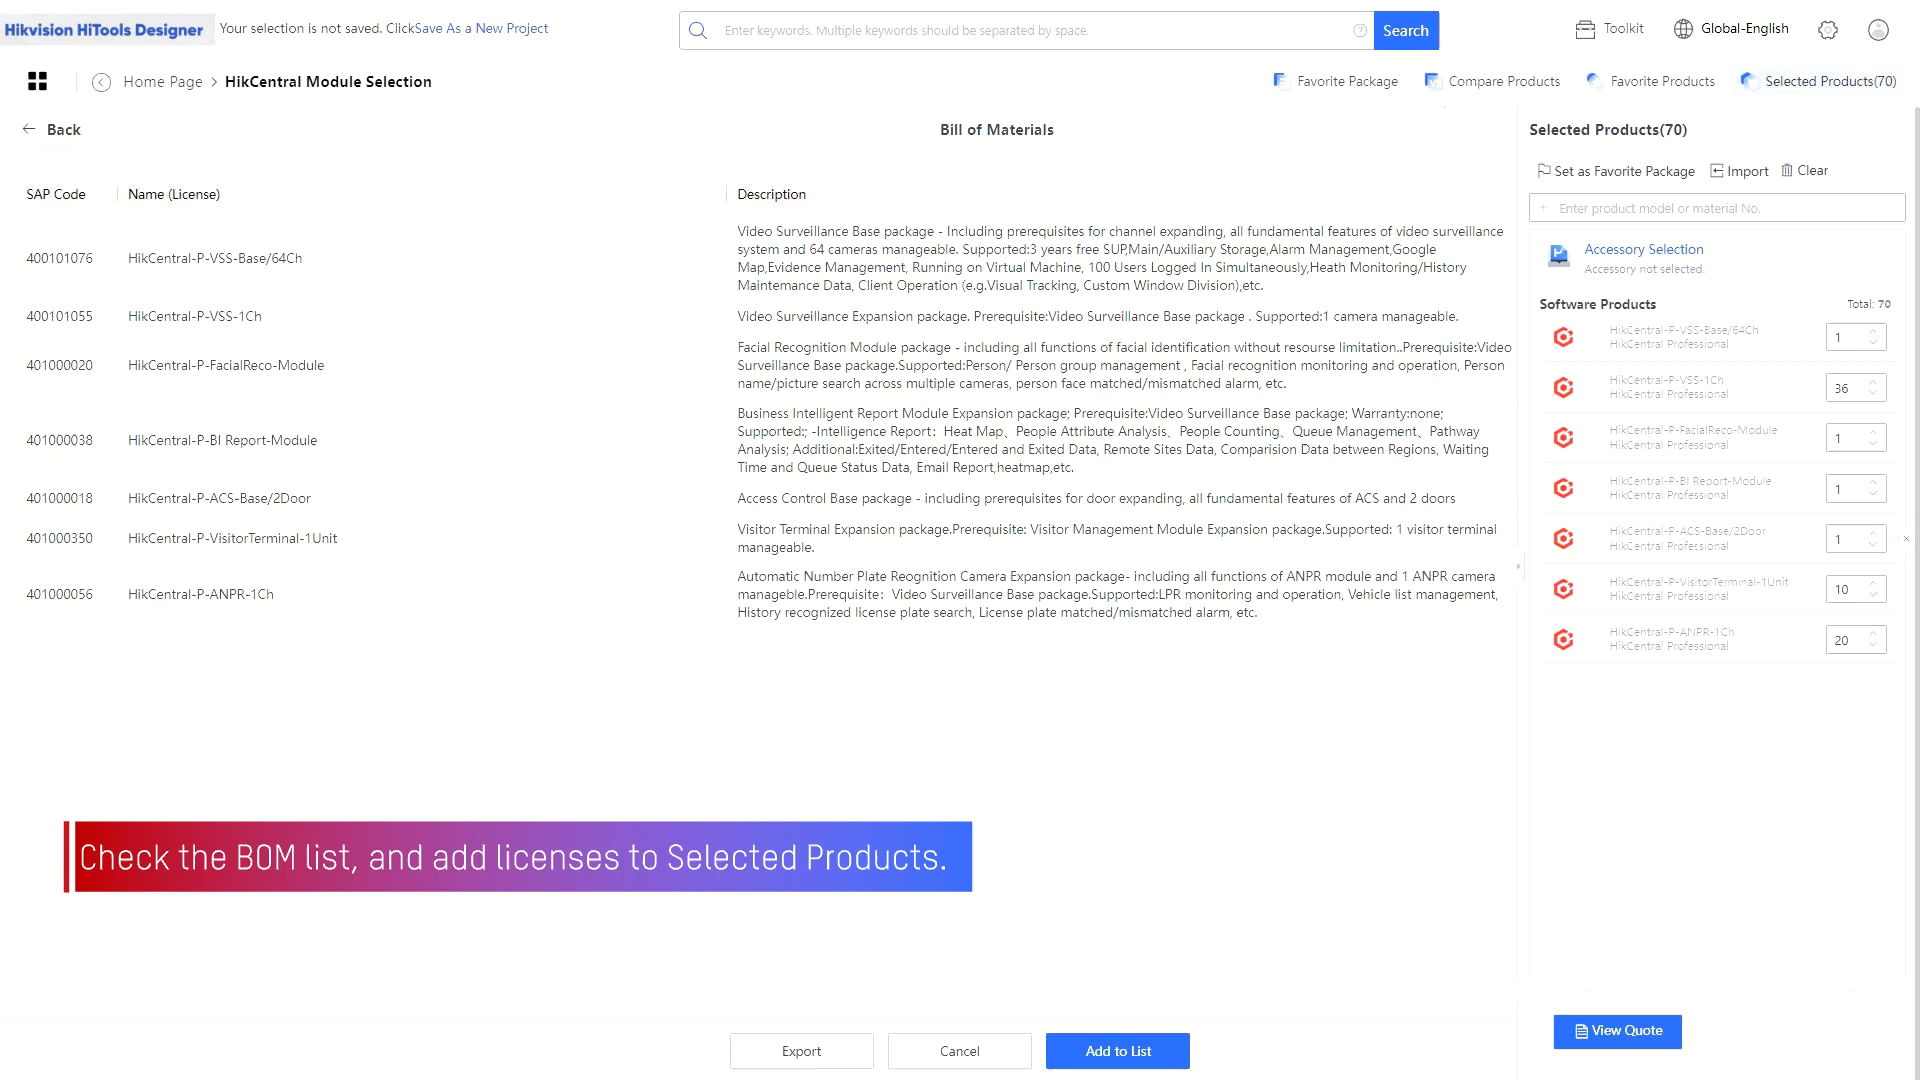 Hikvision HiTools Designer
Your selection is not saved. ClickSave As a New Project
Enter keywords. Multiple keywords should be separated by space.
Search
Toolkit
Global-English
Home Page > HikCentral Module Selection
Favorite Package
Compare Products
Favorite Products
Selected Products(70)
Back
Bill of Materials
SAP Code
Name (License)
Description
400101076
HikCentral-P-VSS-Base/64Ch
Video Surveillance Base package - Including prerequisites for channel expanding, all fundamental features of video surveillance
system and 64 cameras manageable. Supported:3 years free SUP,Main/Auxiliary Storage,Alarm Management,Google
Map,Evidence Management, Running on Virtual Machine, 100 Users Logged In Simultaneously,Heath Monitoring/History
Maintenance Data, Client Operation (e.g.Visual Tracking, Custom Window Division),etc.
400101055
HikCentral-P-VSS-1Ch
Video Surveillance Expansion package. Prerequisite:Video Surveillance Base package . Supported:1 camera manageable.
401000020
HikCentral-P-FacialReco-Module
Facial Recognition Module package - including all functions of facial identification without resourse limitation..Prerequisite:Video
Surveillance Base package.Supported:Person/ Person group management , Facial recognition monitoring and operation, Person
name/picture search across multiple cameras, person face matched/mismatched alarm, etc.
401000038
HikCentral-P-BI Report-Module
Business Intelligent Report Module Expansion package; Prerequisite:Video Surveillance Base package; Warranty:none;
Supported:; -Intelligence Report：Heat Map、People Attribute Analysis、People Counting、Queue Management、Pathway
Analysis; Additional:Exited/Entered/Entered and Exited Data, Remote Sites Data, Comparision Data between Regions, Waiting
Time and Queue Status Data, Email Report,heatmap,etc.
401000018
HikCentral-P-ACS-Base/2Door
Access Control Base package - including prerequisites for door expanding, all fundamental features of ACS and 2 doors
401000350
HikCentral-P-VisitorTerminal-1Unit
Visitor Terminal Expansion package.Prerequisite: Visitor Management Module Expansion package.Supported: 1 visitor terminal
manageable.
401000056
HikCentral-P-ANPR-1Ch
Automatic Number Plate Reognition Camera Expansion package- including all functions of ANPR module and 1 ANPR camera
manageble.Prerequisite：Video Surveillance Base package.Supported:LPR monitoring and operation, Vehicle list management,
History recognized license plate search, License plate matched/mismatched alarm, etc.
Check the BOM list, and add licenses to Selected Products.
Export
Cancel
Add to List
Selected Products(70)
Set as Favorite Package
Import
Clear
+ Enter product model or material No.
Accessory Selection
Accessory not selected.
Software Products
Total: 70
HikCentral-P-VSS-Base/64Ch
HikCentral Professional
1
HikCentral-P-VSS-1Ch
HikCentral Professional
36
HikCentral-P-FacialReco-Module
HikCentral Professional
1
HikCentral-P-BI Report-Module
HikCentral Professional
1
HikCentral-P-ACS-Base/2Door
HikCentral Professional
1
HikCentral-P-VisitorTerminal-1Unit
HikCentral Professional
10
HikCentral-P-ANPR-1Ch
HikCentral Professional
20
View Quote